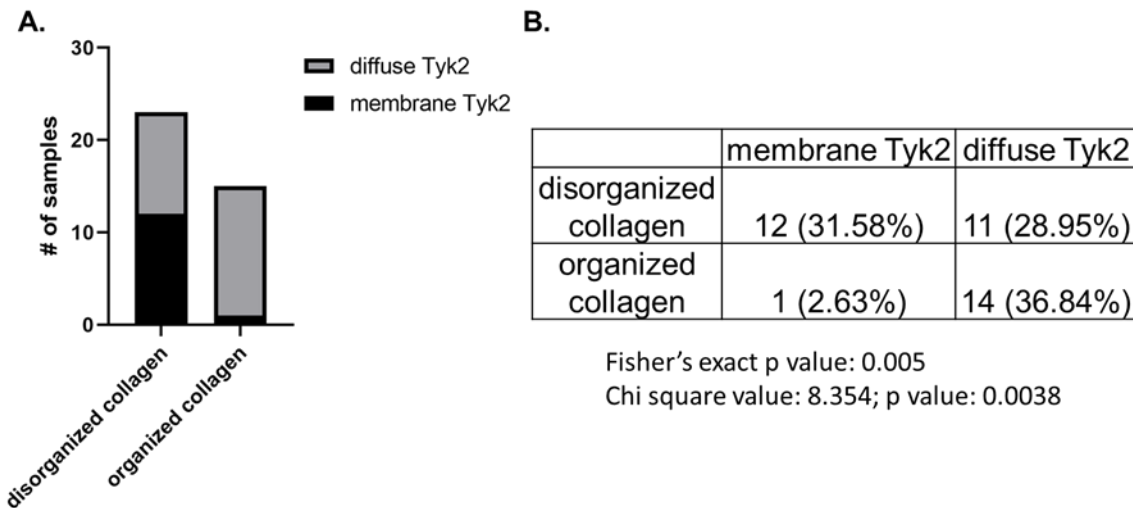 A.
30
20
10
0
# of samples
disorganized collagen
organized collagen
diffuse Tyk2
membrane Tyk2
B.
membrane Tyk2 diffuse Tyk2
disorganized
collagen 12 (31.58%) 11 (28.95%)
organized
collagen 1 (2.63%) 14 (36.84%)
Fisher’s exact p value: 0.005
Chi square value: 8.354; p value: 0.0038